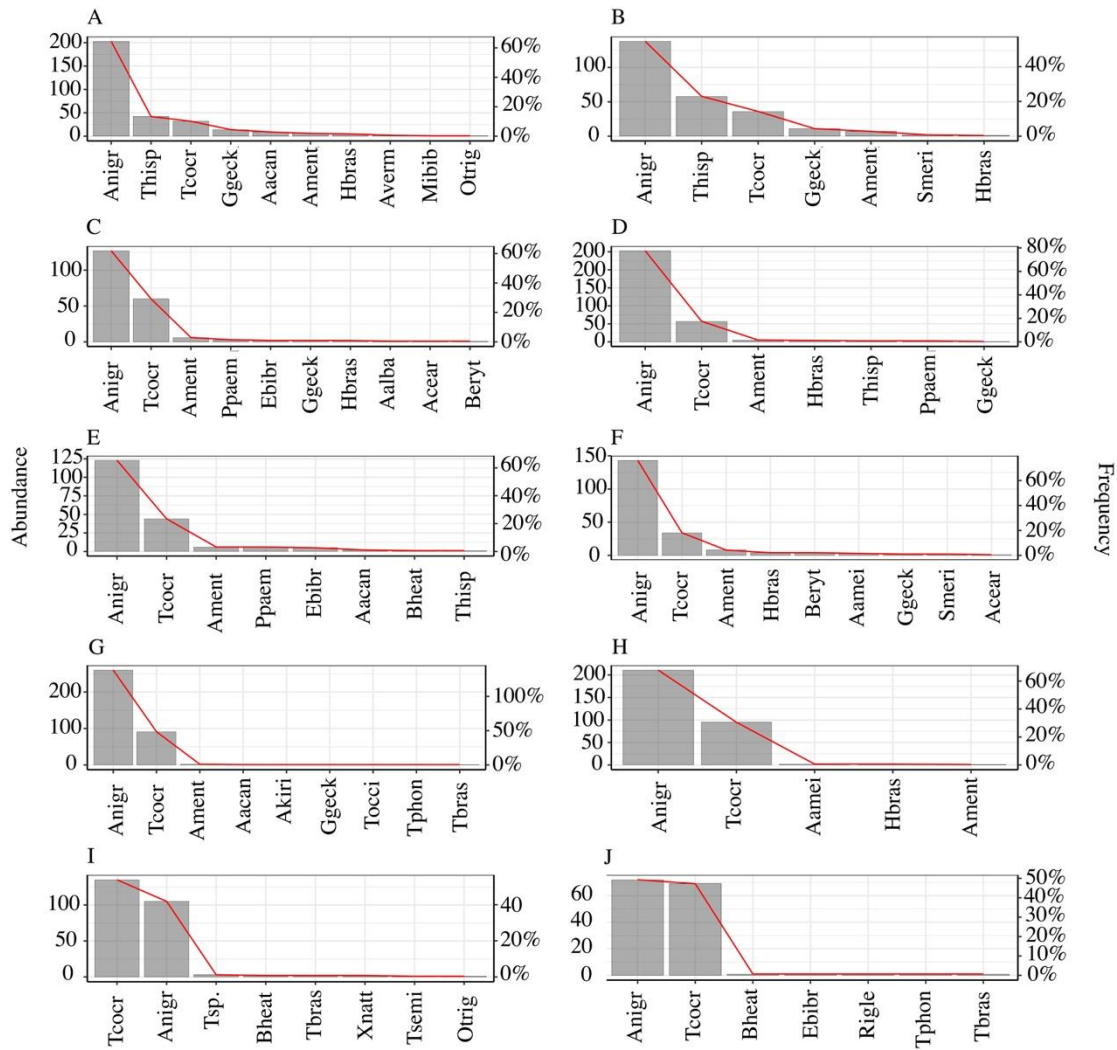 A
200
150
100
50
0
60%
40%
20%
0%
Anigr
Thisp
Tcocr
Ggeck
Aacan
Ament
Hbras
Averm
Mibib
Otrig
B
100
50
0
40%
20%
0%
Anigr
Thisp
Tcocr
Ggeck
Ament
Smeri
Hbras
C
100
50
0
60%
40%
20%
0%
Anigr
Tcocr
Ament
Ppaem
Ebibr
Ggeck
Hbras
Aalba
Acear
Beryt
D
200
200
100
100
50
0
80%
60%
40%
20%
0%
Anigr
Tcocr
Ament
Hbras
Thisp
Ppaem
Ggeck
Abundance
E
125
100
75
50
25
0
60%
40%
20%
0%
Anigr
Tcocr
Ament
Ppaem
Ebibr
Aacan
Bheat
Thisp
F
150
100
50
0
60%
40%
20%
0%
Anigr
Tcocr
Ament
Hbras
Beryt
Aamei
Ggeck
Smeri
Acear
Frequency
G
200
100
0
100%
50%
0%
Anigr
Tcocr
Ament
Aacan
Akiri
Ggeck
Tocci
Tphon
Tbras
H
200
150
100
50
0
60%
40%
20%
0%
Anigr
Tcocr
Aamei
Hbras
Ament
I
100
50
0
40
20%
0%
Tcocr
Anigr
Tsp.
Bheat
Tbras
Xnatt
Tsemi
Otrig
J
60
40
20
0
50%
40%
30%
20%
10%
0%
Anigr
Tcocr
Bheat
Ebibr
Rigle
Tphon
Tbras